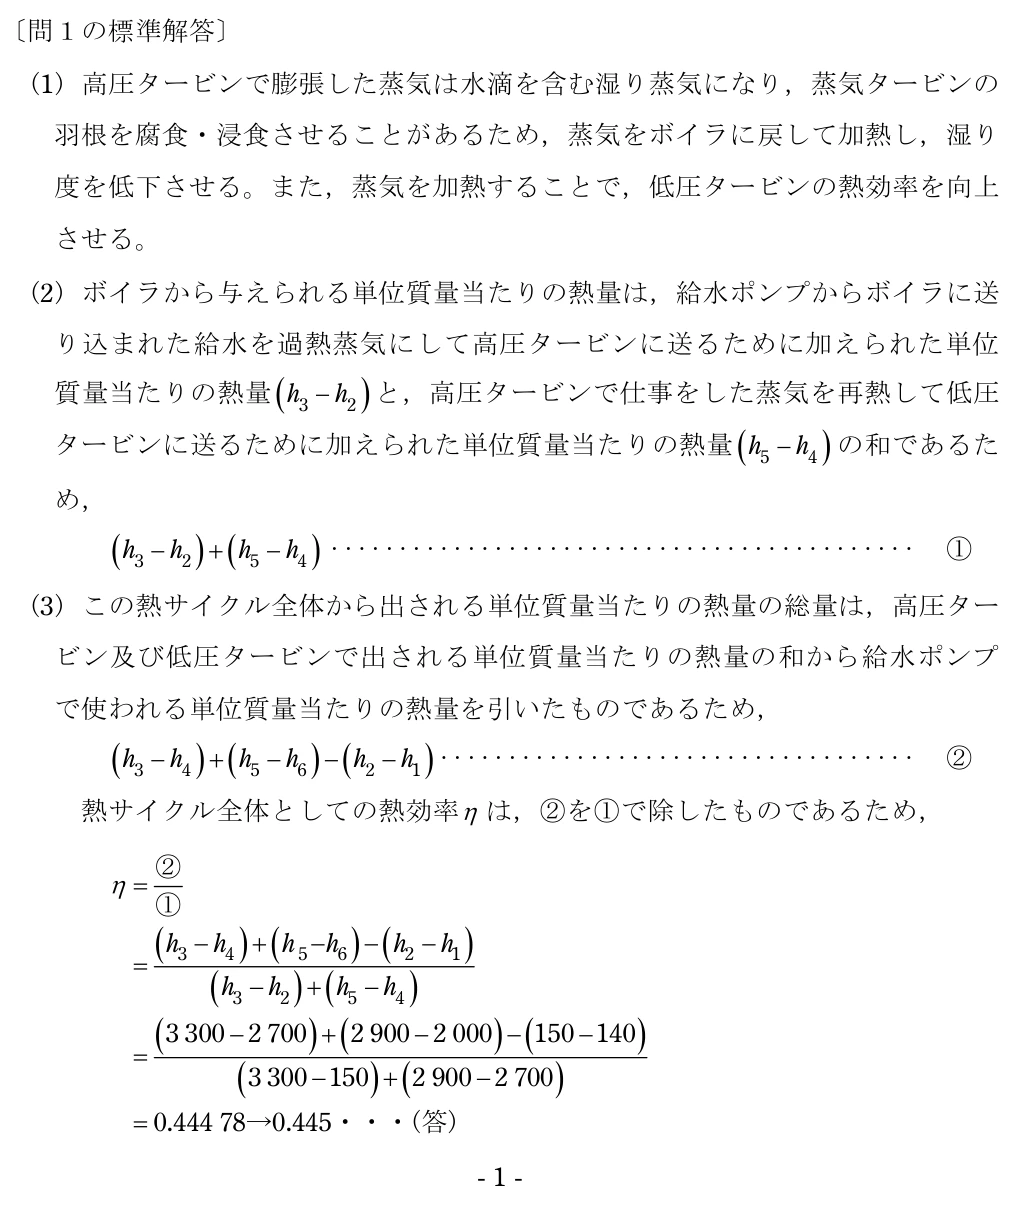 〔問１の標準解答〕
(1) 高圧タービンで膨張した蒸気は水滴を含む湿り蒸気になり，蒸気タービンの
羽根を腐食・浸食させることがあるため，蒸気をボイラに戻して加熱し，湿り
度を低下させる。また，蒸気を加熱することで，低圧タービンの熱効率を向上
させる。
(2) ボイラから与えられる単位質量当たりの熱量は，給水ポンプからボイラに送
り込まれた給水を過熱蒸気にして高圧タービンに送るために加えられた単位
質量当たりの熱量(h₃－h₂)と，高圧タービンで仕事をした蒸気を再熱して低圧
タービンに送るために加えられた単位質量当たりの熱量(h₅－h₄)の和であるた
め，
(h₃－h₂)+(h₅－h₄)･･････････････････････････････････････････ ①
(3) この熱サイクル全体から出される単位質量当たりの熱量の総量は，高圧ター
ビン及び低圧タービンで出される単位質量当たりの熱量の和から給水ポンプ
で使われる単位質量当たりの熱量を引いたものであるため，
(h₃－h₄)+(h₅－h₆)－(h₂－h₁)･･････････････････････････････････ ②
熱サイクル全体としての熱効率ηは，②を①で除したものであるため，
η = ②/①
= ((h₃－h₄)+(h₅－h₆)－(h₂－h₁))/((h₃－h₂)+(h₅－h₄))
= ((3 300－2 700)+(2 900－2 000)－(150－140))/((3 300－150)+(2 900－2 700))
= 0.444 78→0.445・・・(答)
- 1 -